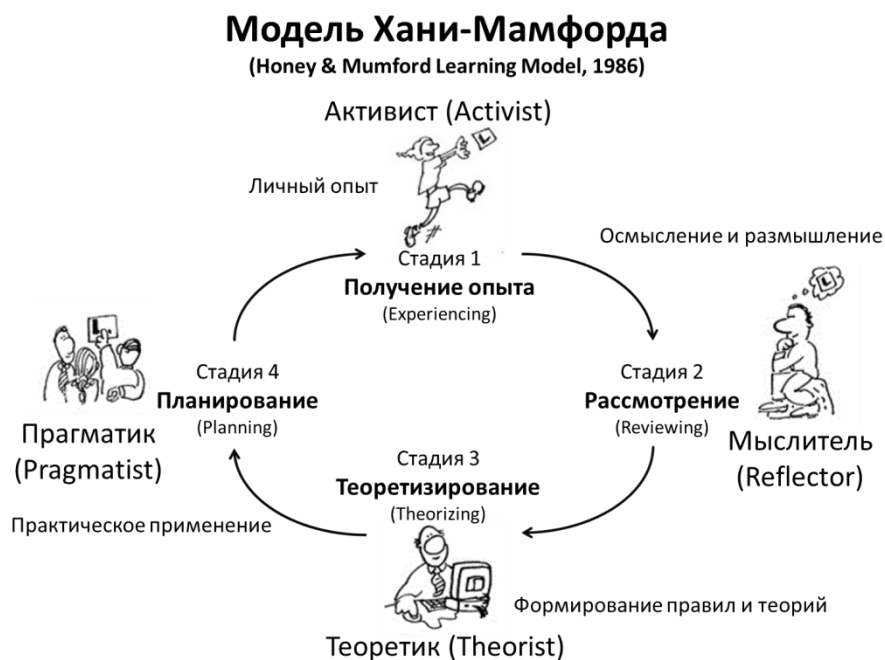 Модель Хани-Мамфорда
(Honey & Mumford Learning Model, 1986)
Активист (Activist)
Личный опыт
Осмысление и размышление
Стадия 1
Получение опыта
(Experiencing)
Стадия 2
Рассмотрение
(Reviewing)
Мыслитель
(Reflector)
Стадия 3
Теоретизирование
(Theorizing)
Формирование правил и теорий
Теоретик (Theorist)
Стадия 4
Планирование
(Planning)
Прагматик
(Pragmatist)
Практическое применение
L
L
L